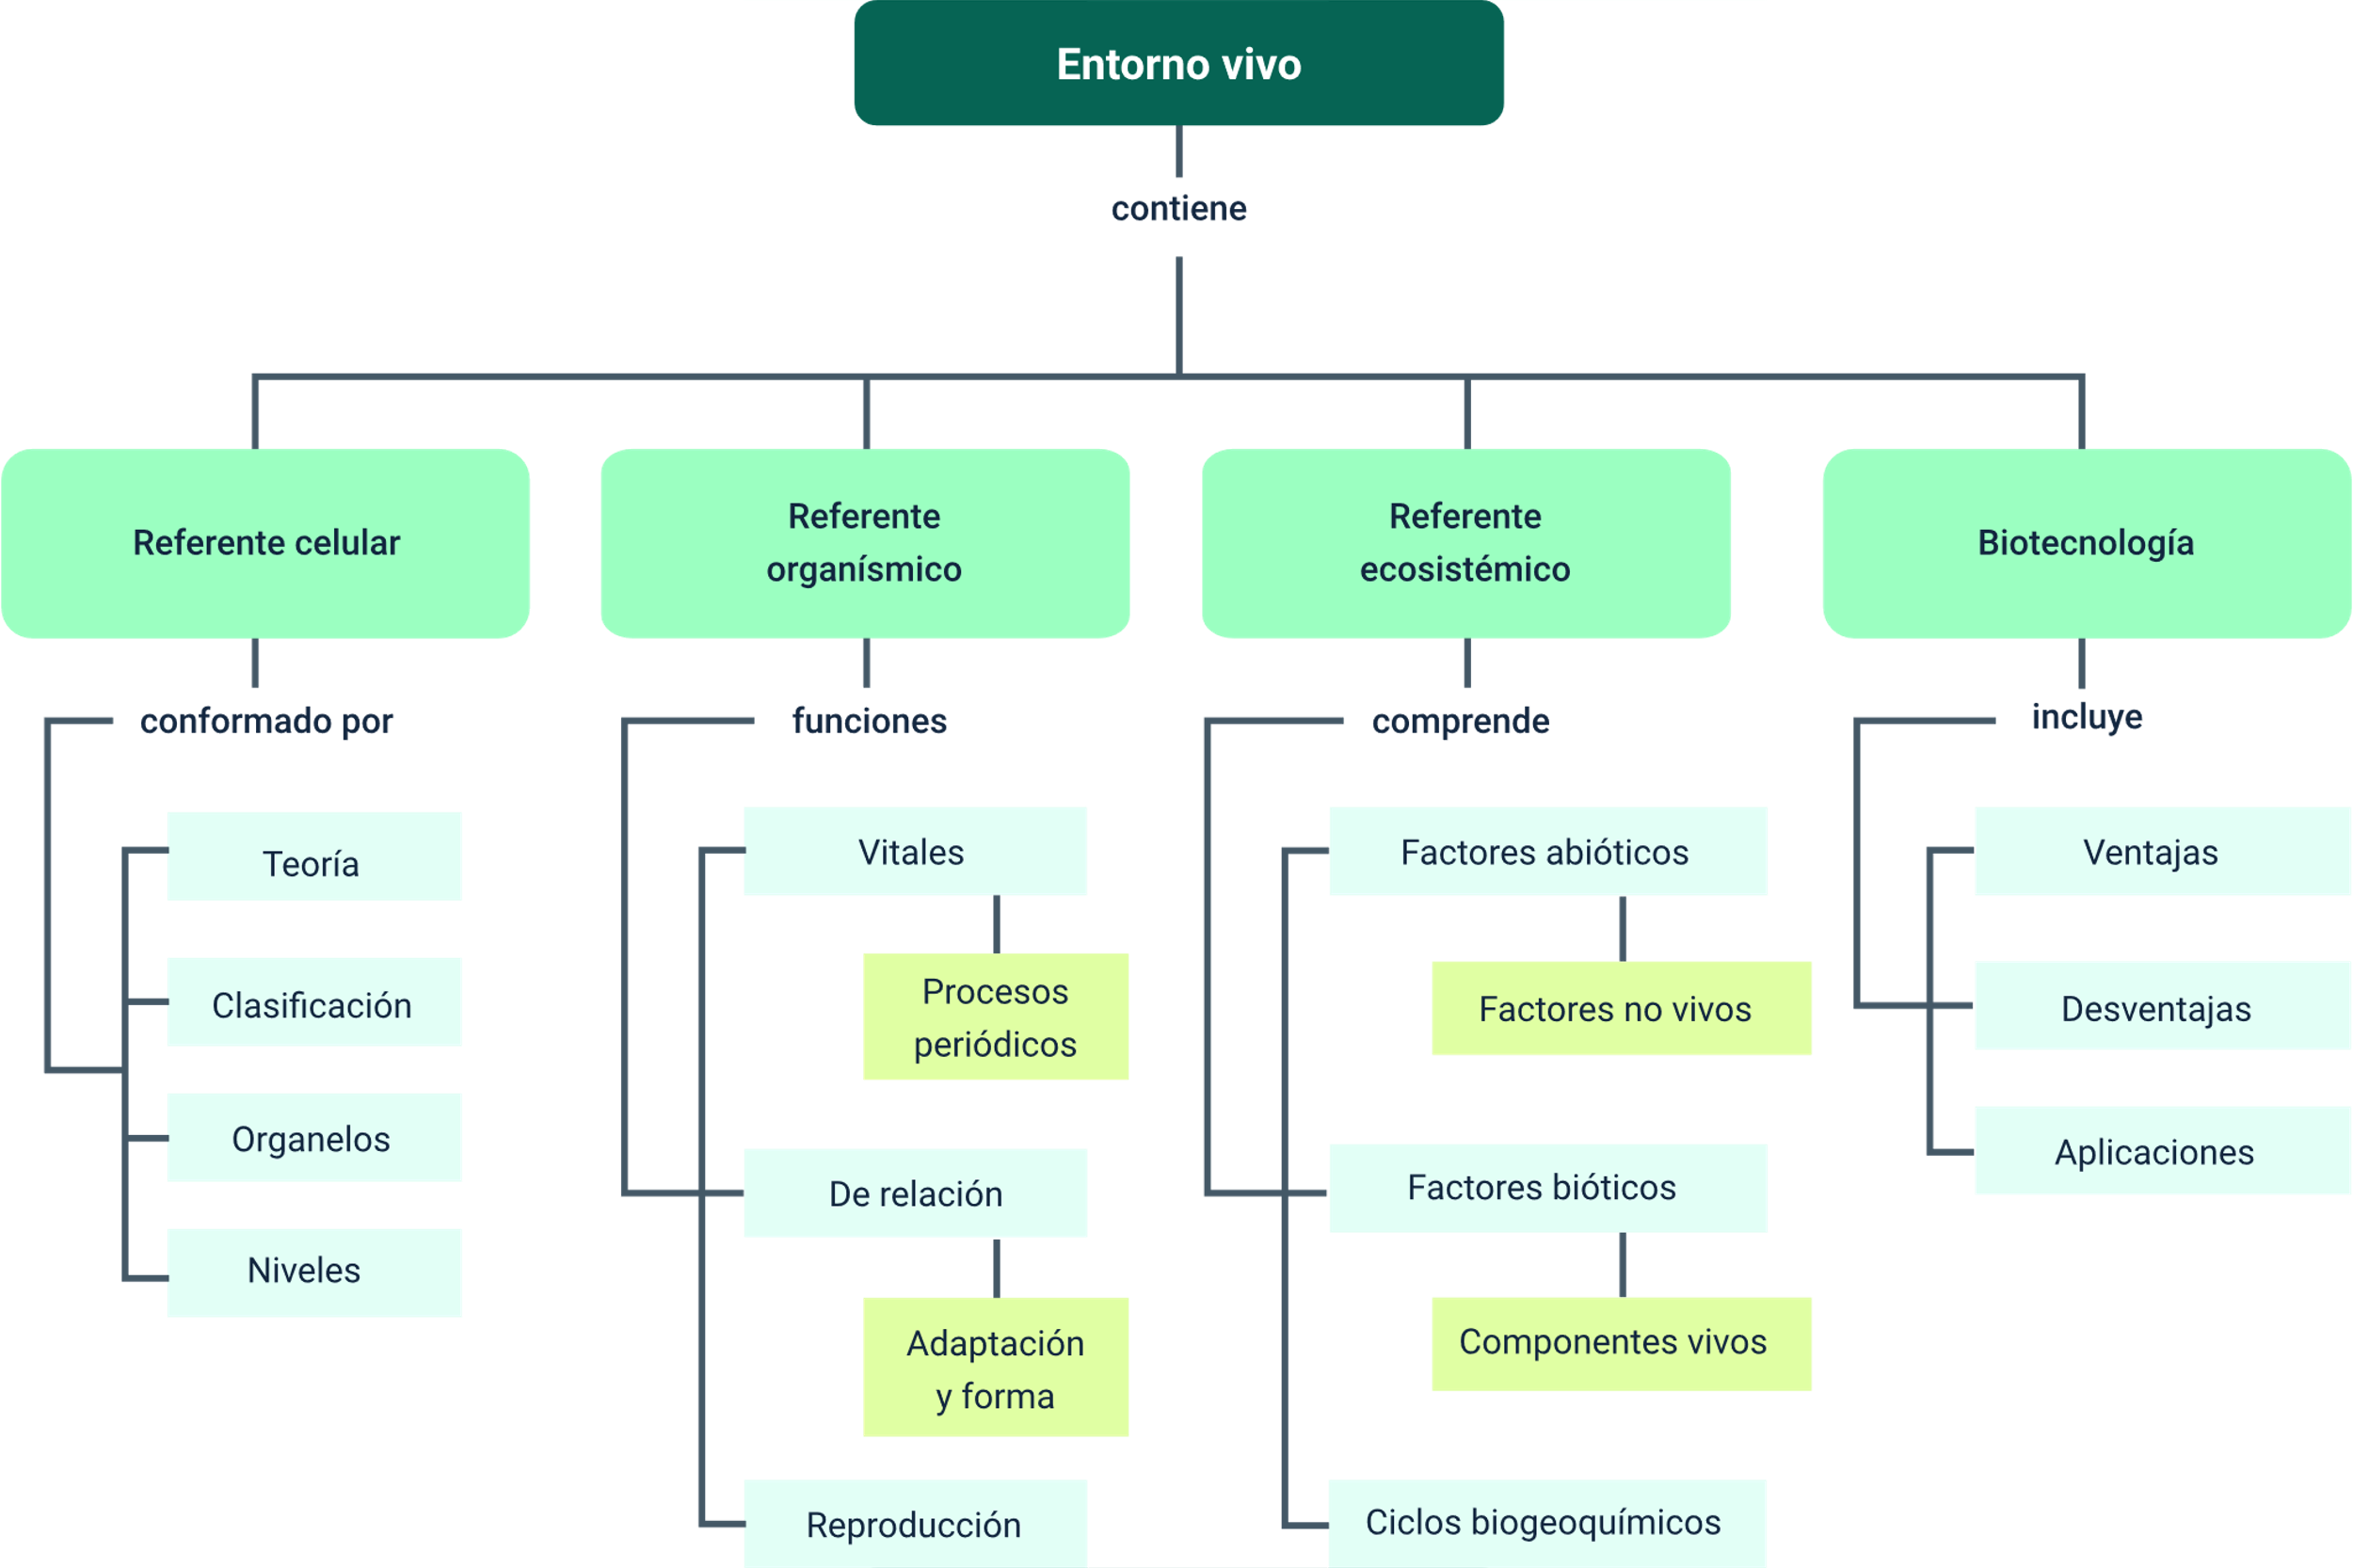 Entorno vivo
contiene
Referente celular
conformado por
Teoría
Clasificación
Organelos
Niveles
Referente
organísmico
funciones
Vitales
Procesos
periódicos
De relación
Adaptación
y forma
Reproducción
Referente
ecosistémico
comprende
Factores abióticos
Factores no vivos
Factores bióticos
Componentes vivos
Ciclos biogeoquímicos
Biotecnología
incluye
Ventajas
Desventajas
Aplicaciones